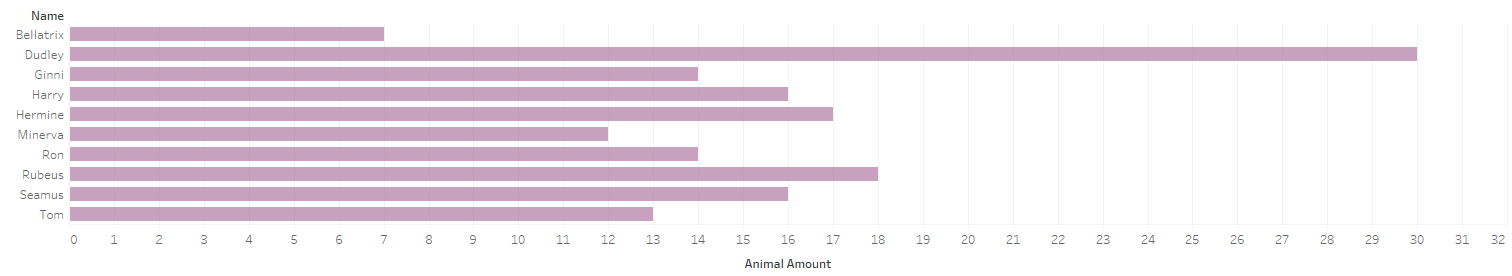 Name
Bellatrix
Dudley
Ginni
Harry
Hermine
Minerva
Ron
Rubeus
Seamus
Tom
0 1 2 3 4 5 6 7 8 9 10 11 12 13 14 15 16 17 18 19 20 21 22 23 24 25 26 27 28 29 30 31 32
Animal Amount